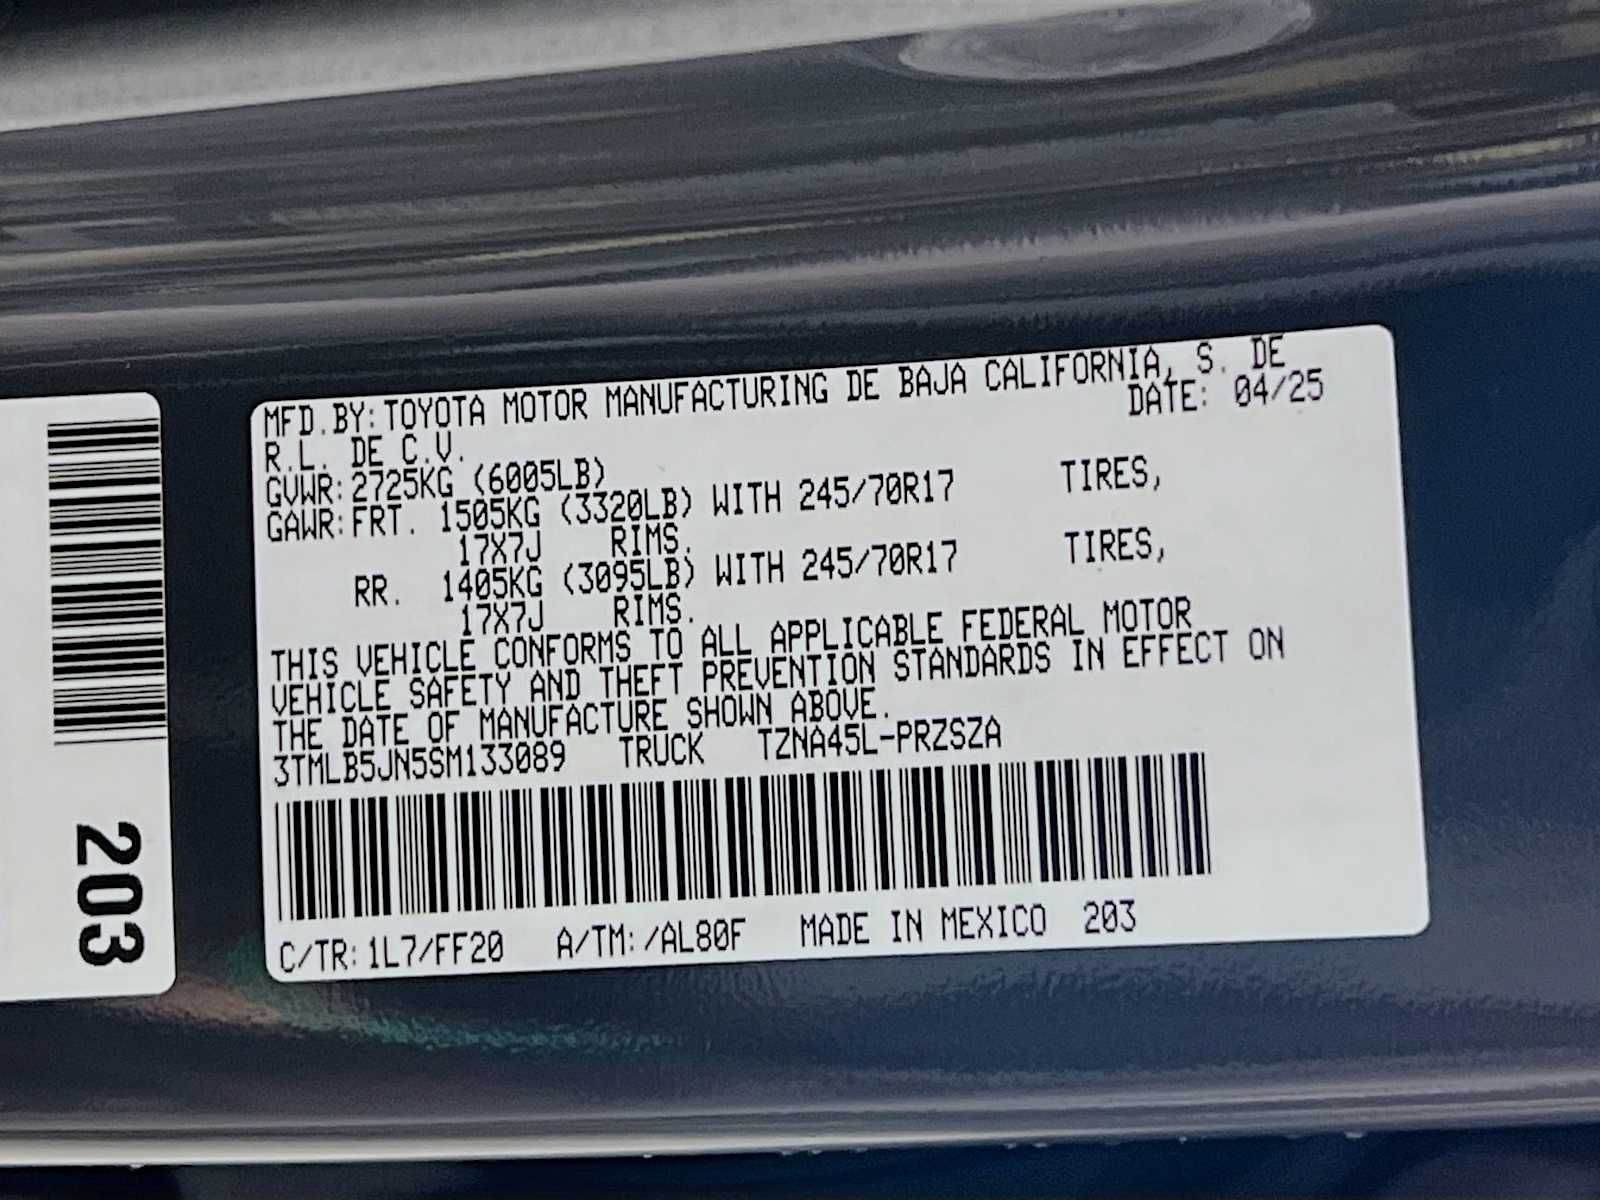 MFD.BY:TOYOTA MOTOR MANUFACTURING DE BAJA CALIFORNIA, S. DE
R.L. DE C.V. DATE: 04/25
GVWR:2725KG (6005LB)
GAWR:FRT. 1505KG (3320LB) WITH 245/70R17 TIRES,
17X7J RIMS.
RR. 1405KG (3095LB) WITH 245/70R17 TIRES,
17X7J RIMS.
THIS VEHICLE CONFORMS TO ALL APPLICABLE FEDERAL MOTOR
VEHICLE SAFETY AND THEFT PREVENTION STANDARDS IN EFFECT ON
THE DATE OF MANUFACTURE SHOWN ABOVE.
3TMLB5JN5SM133089 TRUCK TZNA45L-PRZSZA
C/TR:1L7/FF20 A/TM:/AL80F MADE IN MEXICO 203
203